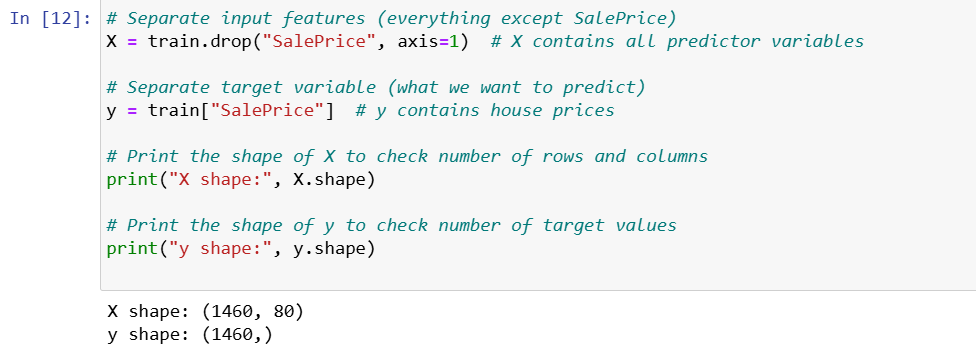 In [12]: # Separate input features (everything except SalePrice)
X = train.drop("SalePrice", axis=1)  # X contains all predictor variables

# Separate target variable (what we want to predict)
y = train["SalePrice"]  # y contains house prices

# Print the shape of X to check number of rows and columns
print("X shape:", X.shape)

# Print the shape of y to check number of target values
print("y shape:", y.shape)

X shape: (1460, 80)
y shape: (1460,)